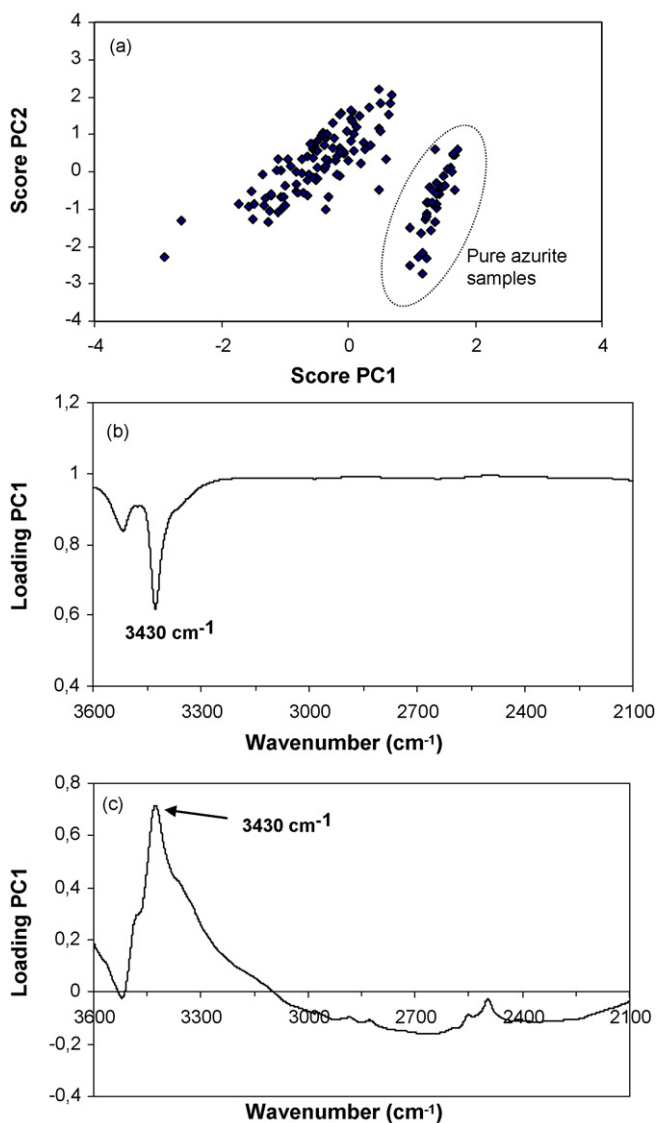 (a)
Score PC2
4
3
2
1
0
-1
-2
-3
-4
Pure azurite
samples
-4 -2 0 2 4
Score PC1
(b)
Loading PC1
1,2
1
0,8
0,6
0,4
3430 cm-1
3600 3300 3000 2700 2400 2100
Wavenumber (cm-1)
(c)
Loading PC1
0,8
0,6
0,4
0,2
0
-0,2
-0,4
3430 cm-1
3600 3300 3000 2700 2400 2100
Wavenumber (cm-1)